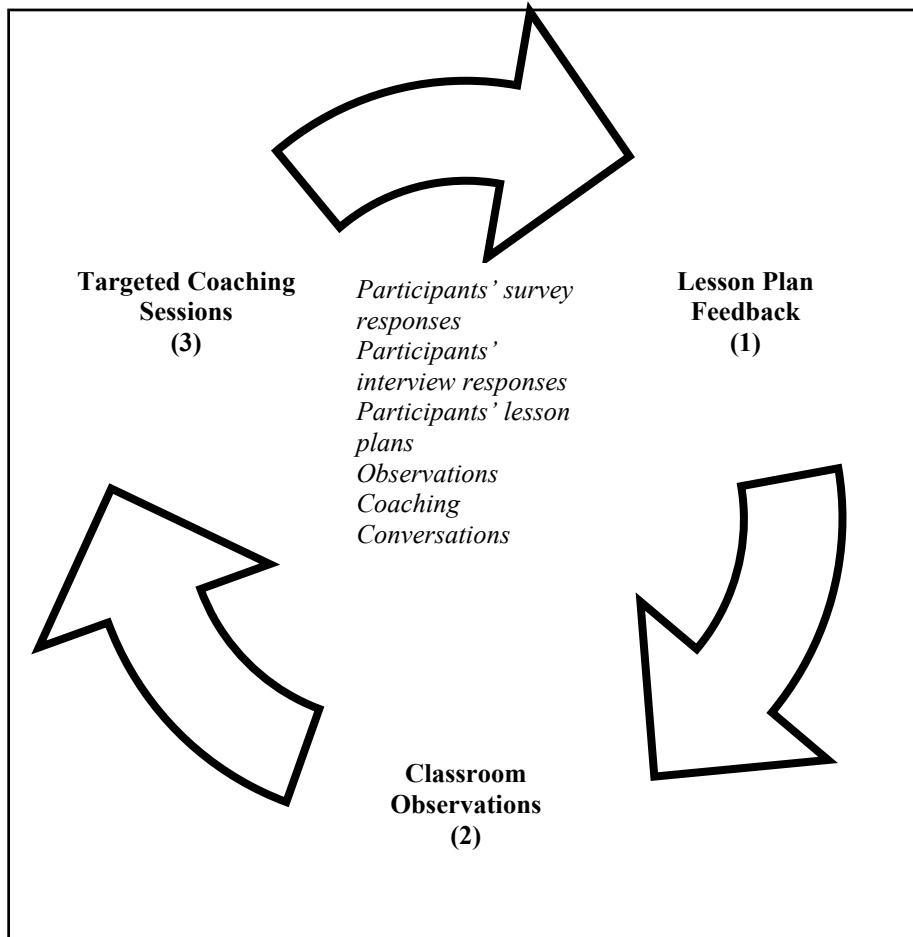 Targeted Coaching
Sessions
(3)
Participants’ survey
responses
Participants’
interview responses
Participants’ lesson
plans
Observations
Coaching
Conversations
Lesson Plan
Feedback
(1)
Classroom
Observations
(2)